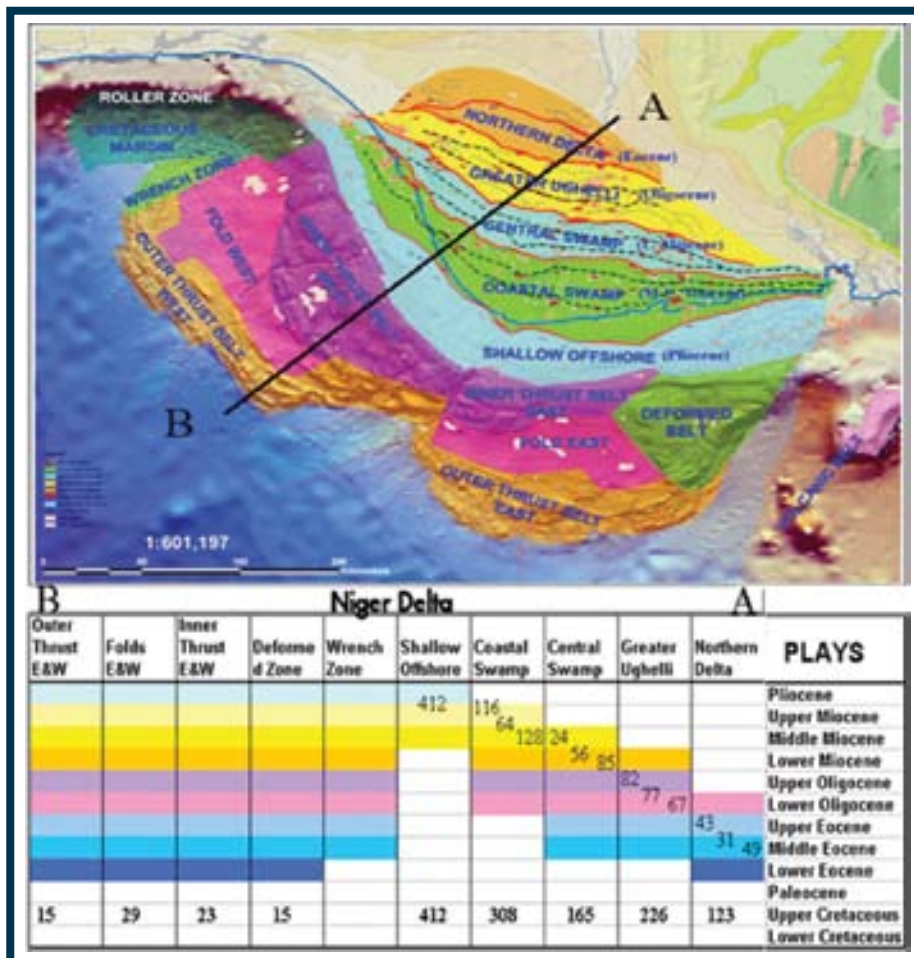 ROLLER ZONE
CRETACEOUS
MARGIN
WRENCH ZONE
FOLD WEST
OUTER THRUST BELT
WEST
NORTHERN DELTA (Eocene)
A
GREATER UGHELLI
CENTRAL SWAMP
COASTAL SWAMP
SHALLOW OFFSHORE (Pliocene)
B
INNER THRUST BELT
EAST
DEFORMED
BELT
FOLD EAST
OUTER THRUST BELT
EAST
1:601,197
B Niger Delta A
Outer Thrust E&W Folds E&W Inner Thrust E&W Deforme d Zone Wrench Zone Shallow Offshore Coastal Swamp Central Swamp Greater Ughelli Northern Delta PLAYS
Pliocene
412 116 Upper Miocene
64 128 24 Middle Miocene
56 85 Lower Miocene
82 Upper Oligocene
77 67 Lower Oligocene
43 Upper Eocene
31 49 Middle Eocene
Lower Eocene
Paleocene
15 29 23 15 412 308 165 226 123 Upper Cretaceous
Lower Cretaceous